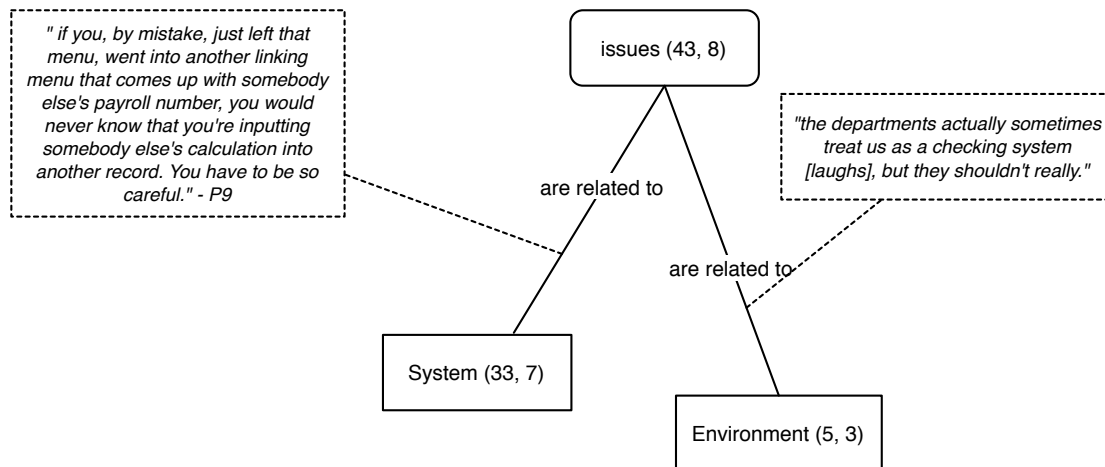 " if you, by mistake, just left that
menu, went into another linking
menu that comes up with somebody
else's payroll number, you would
never know that you're inputting
somebody else's calculation into
another record. You have to be so
careful." - P9
issues (43, 8)
"the departments actually sometimes
treat us as a checking system
[laughs], but they shouldn't really."
are related to
are related to
System (33, 7)
Environment (5, 3)